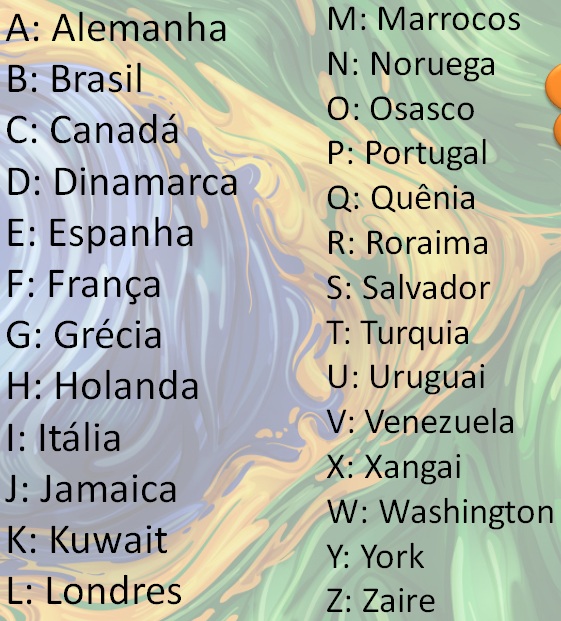 A: Alemanha
B: Brasil
C: Canadá
D: Dinamarca
E: Espanha
F: França
G: Grécia
H: Holanda
I: Itália
J: Jamaica
K: Kuwait
L: Londres
M: Marrocos
N: Noruega
O: Osasco
P: Portugal
Q: Quênia
R: Roraima
S: Salvador
T: Turquia
U: Uruguai
V: Venezuela
X: Xangai
W: Washington
Y: York
Z: Zaire